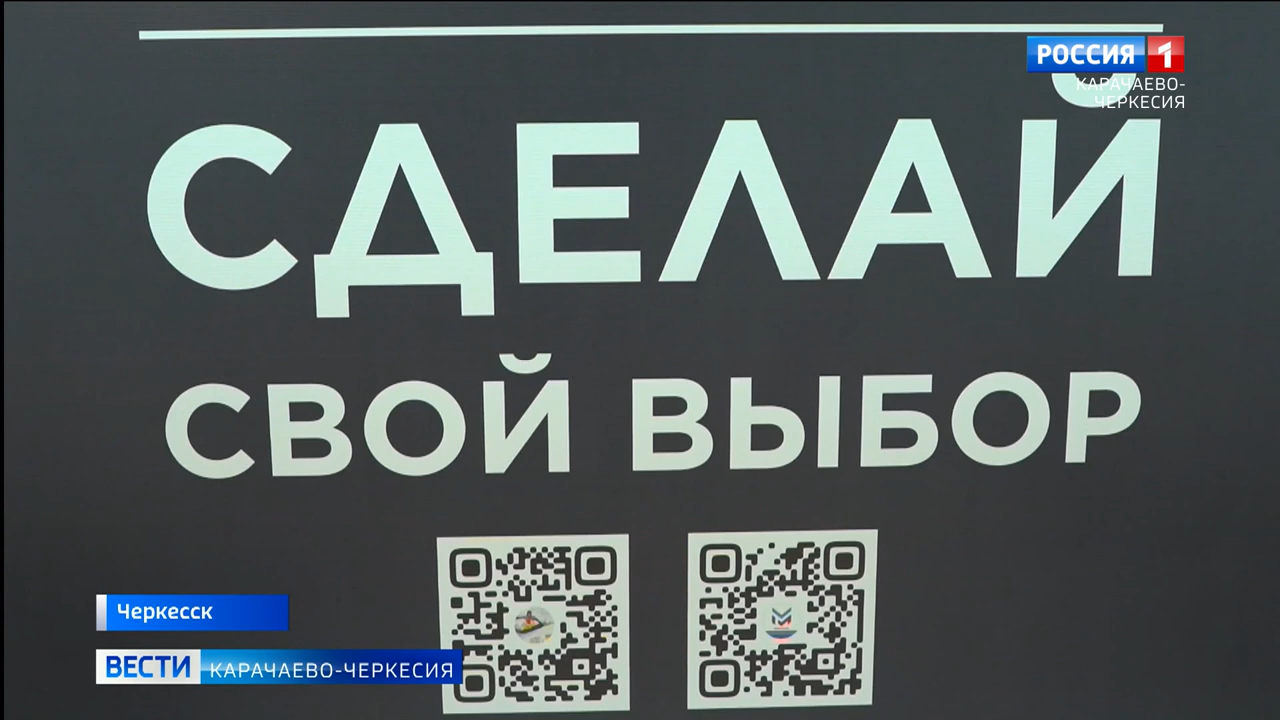 РОССИЯ 1
КАРАЧАЕВО-
ЧЕРКЕСИЯ
СДЕЛАЙ
СВОЙ ВЫБОР
Черкесск
ВЕСТИ КАРАЧАЕВО-ЧЕРКЕСИЯ